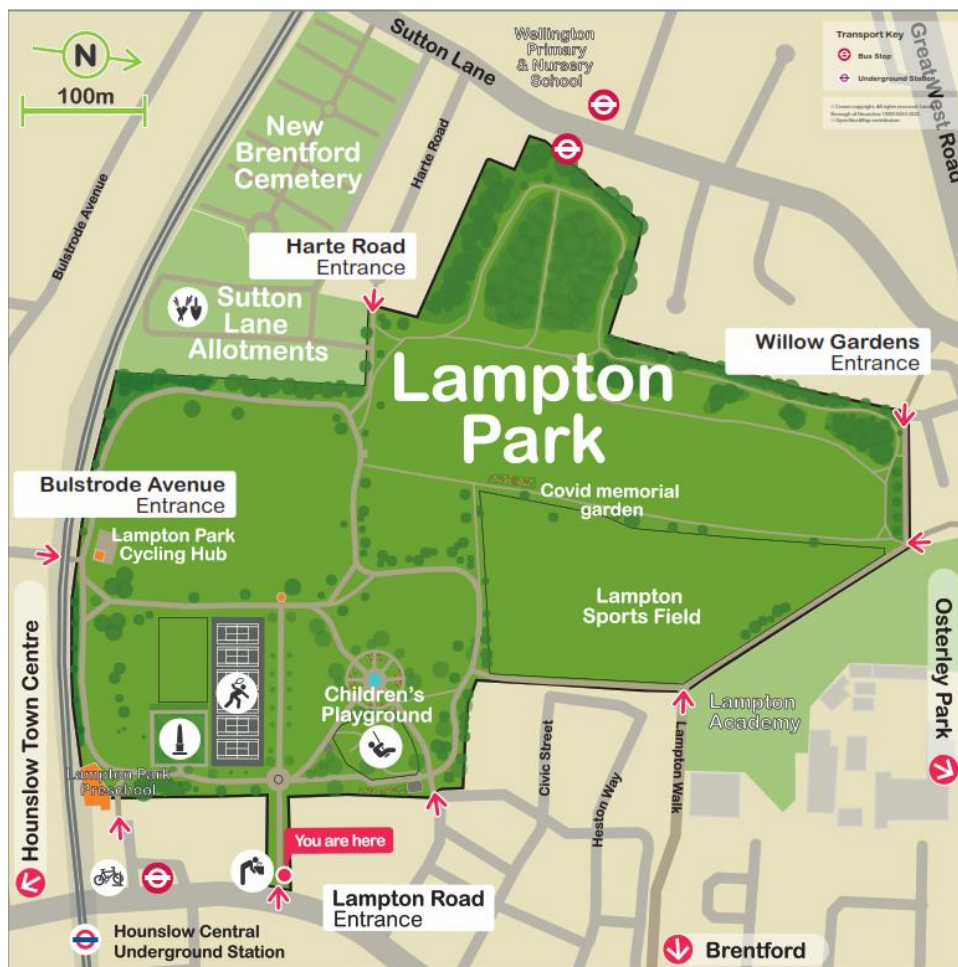 N
100m
Sutton Lane
Wellington
Primary
& Nursery
School
Transport Key
Bus Stop
Underground Station
Great West Road
New
Brentford
Cemetery
Harte Road
Bulstrode Avenue
Harte Road
Entrance
Sutton
Lane
Allotments
Willow Gardens
Entrance
Lampton
Park
Bulstrode Avenue
Entrance
Covid memorial
garden
Lampton Park
Cycling Hub
Lampton
Sports Field
Hounslow Town Centre
Osterley Park
Children's
Playground
Lampton
Academy
Civic Street
Heston Way
Lampton Walk
Lampton Park
Preschool
You are here
Lampton Road
Entrance
Hounslow Central
Underground Station
Brentford